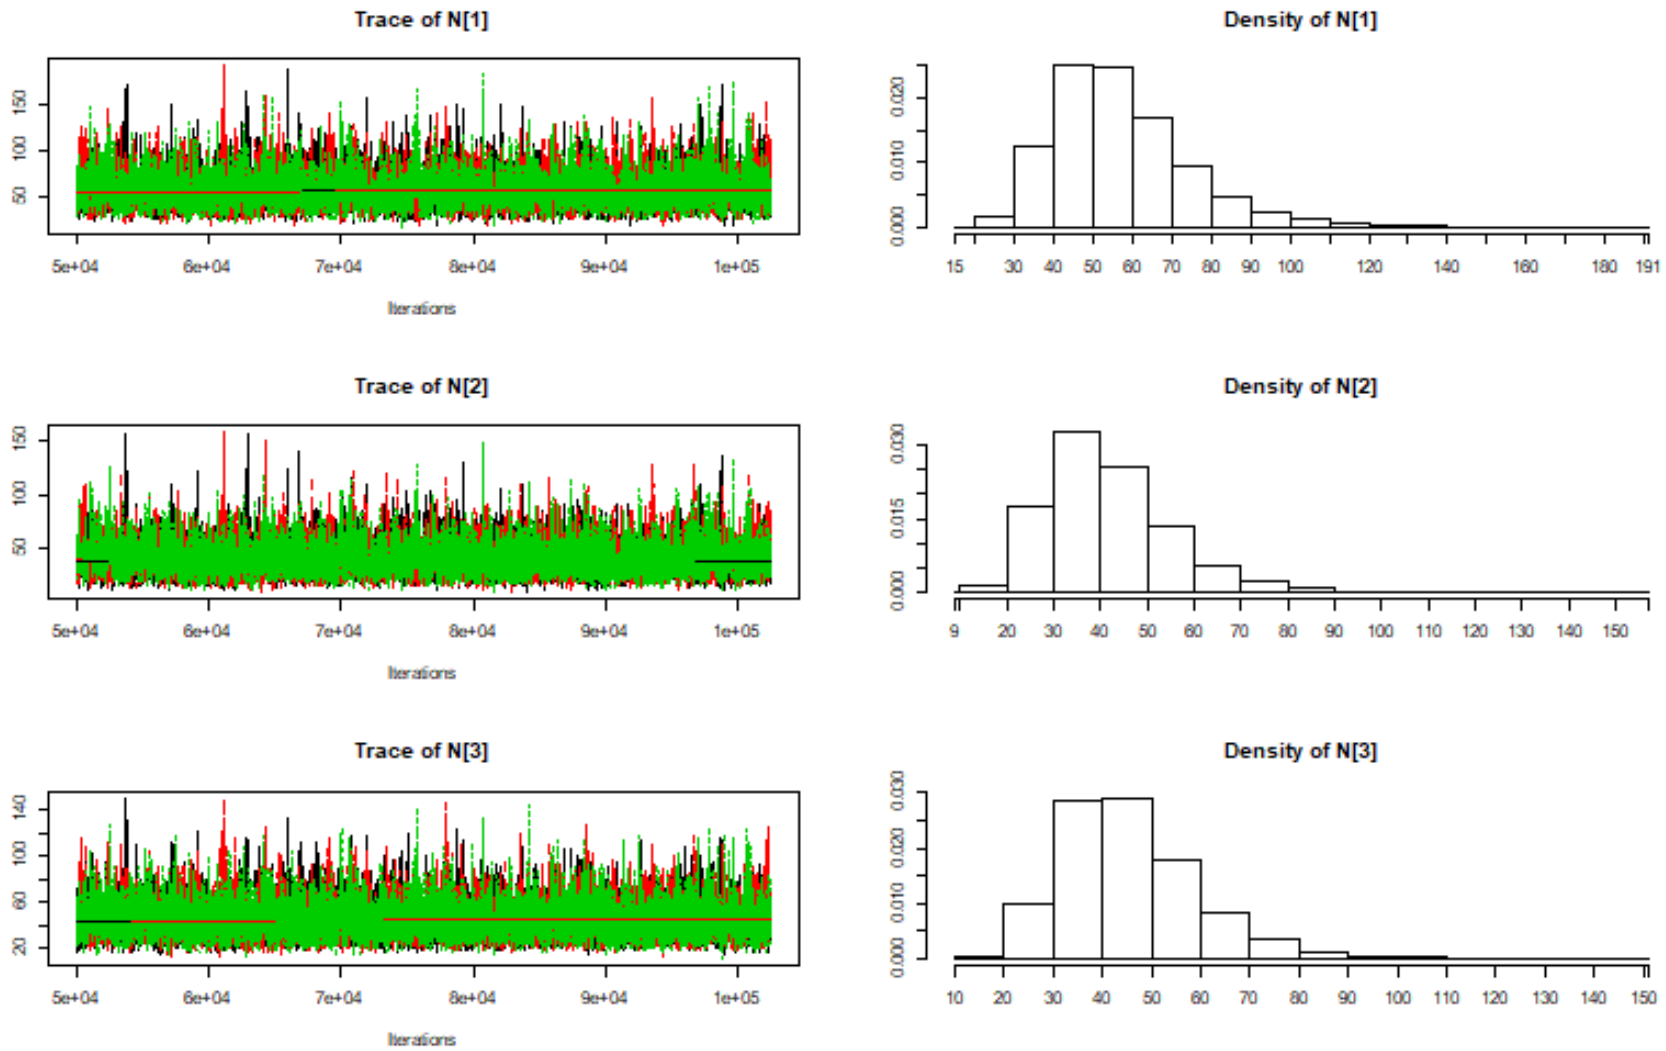 Trace of N[1]
Density of N[1]
50 100 150
0.000 0.010 0.020
5e+04 6e+04 7e+04 8e+04 9e+04 1e+05
15 30 40 50 60 70 80 90 100 120 140 160 180 191
Iterations
Trace of N[2]
Density of N[2]
50 100 150
0.000 0.015 0.030
5e+04 6e+04 7e+04 8e+04 9e+04 1e+05
9 20 30 40 50 60 70 80 90 100 110 120 130 140 150
Iterations
Trace of N[3]
Density of N[3]
20 60 100 140
0.000 0.010 0.020 0.030
5e+04 6e+04 7e+04 8e+04 9e+04 1e+05
10 20 30 40 50 60 70 80 90 100 110 120 130 140 150
Iterations